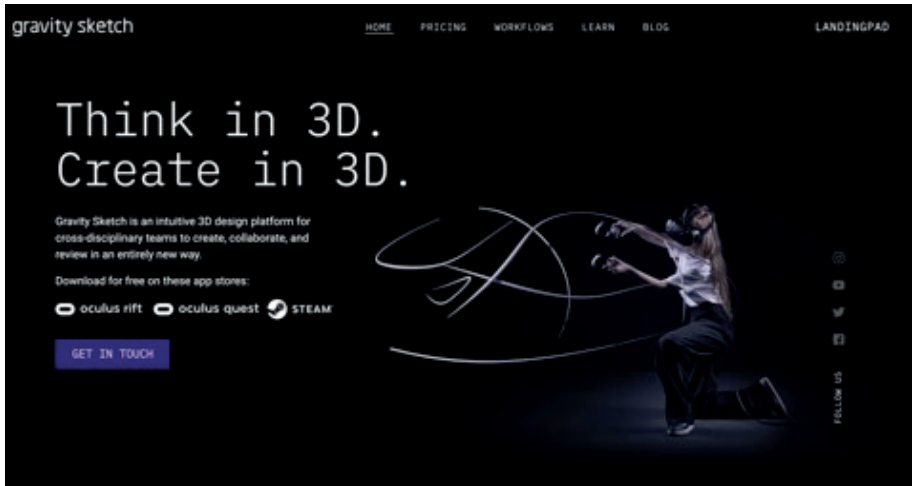 gravity sketch
HOME PRICING WORKFLOWS LEARN BLOG
LANDINGPAD
Think in 3D.
Create in 3D.
Gravity Sketch is an intuitive 3D design platform for
cross-disciplinary teams to create, collaborate, and
review in an entirely new way.
Download for free on these app stores:
oculus rift oculus quest STEAM
GET IN TOUCH
FOLLOW US